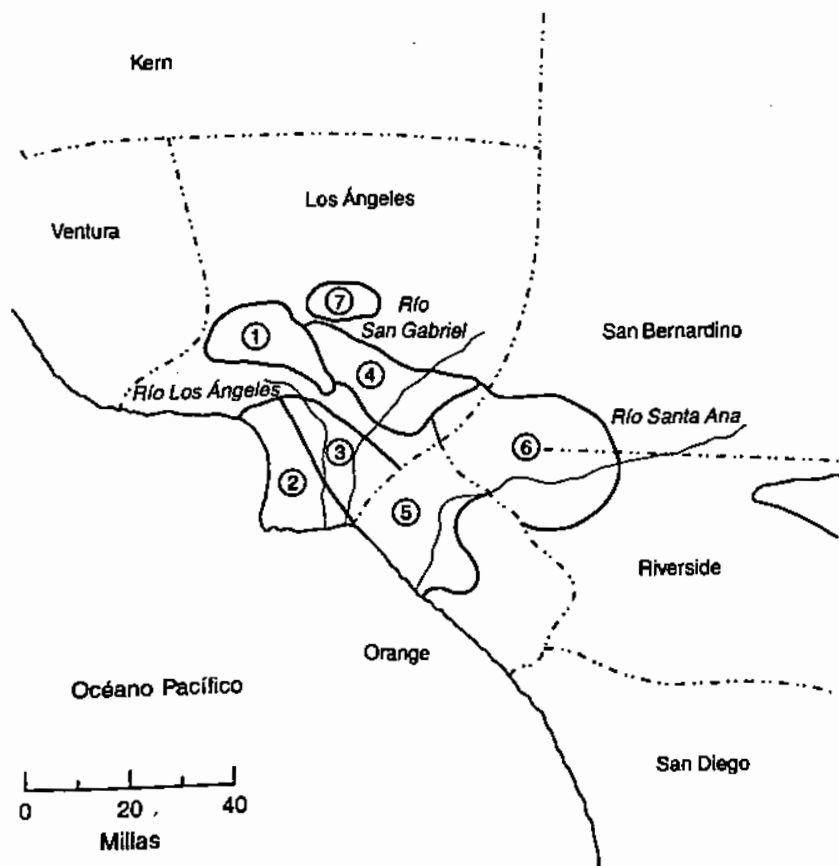 Kern
Los Ángeles
Ventura
7
Río
San Gabriel
1
San Bernardino
4
Río Los Ángeles
Río Santa Ana
3
6
2
5
Riverside
Orange
Océano Pacífico
San Diego
0 20 40
Millas